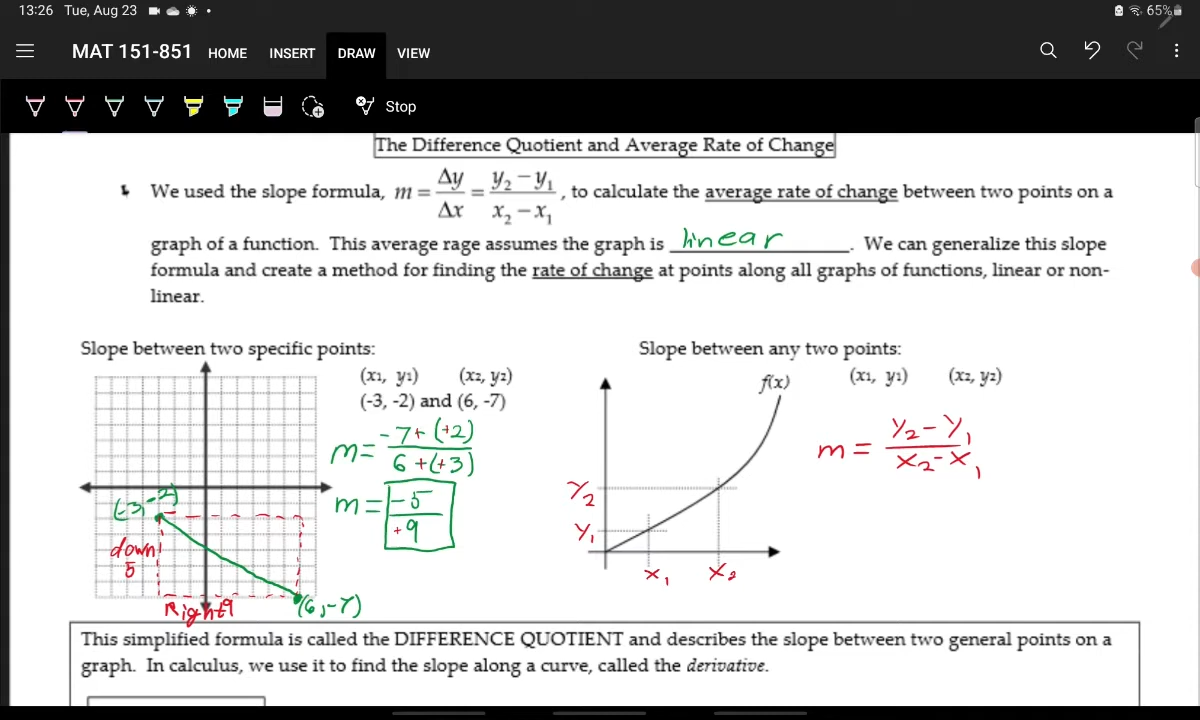 13:26 Tue, Aug 23 65%
MAT 151-851 HOME INSERT DRAW VIEW
Stop
The Difference Quotient and Average Rate of Change
We used the slope formula, m = Δy/Δx = y₂ − y₁/x₂ − x₁, to calculate the average rate of change between two points on a
graph of a function. This average rage assumes the graph is linear. We can generalize this slope
formula and create a method for finding the rate of change at points along all graphs of functions, linear or non-
linear.
Slope between two specific points:
(x₁, y₁) (x₂, y₂)
(-3, -2) and (6, -7)
m = -7+(+2)/6+(+3)
m = -5/+9
(-3,-2)
down
5
Right 9
(6,-7)
Slope between any two points:
f(x)
(x₁, y₁) (x₂, y₂)
m = y₂-y₁/x₂-x₁
y₂
y₁
x₁ x₂
This simplified formula is called the DIFFERENCE QUOTIENT and describes the slope between two general points on a
graph. In calculus, we use it to find the slope along a curve, called the derivative.